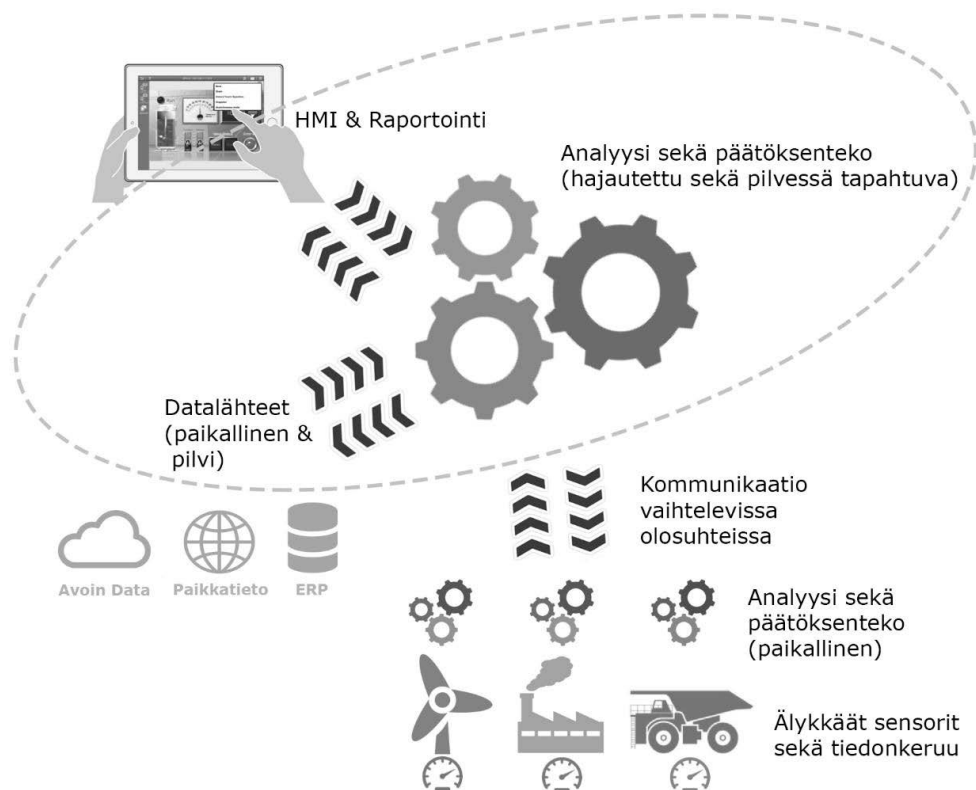 HMI & Raportointi
Analyysi sekä päätöksenteko
(hajautettu sekä pilvessä tapahtuva)
Datalähteet
(paikallinen &
pilvi)
Kommunikaatio
vaihtelevissa
olosuhteissa
Avoin Data
Paikkatieto
ERP
Analyysi sekä
päätöksenteko
(paikallinen)
Älykkäät sensorit
sekä tiedonkeruu